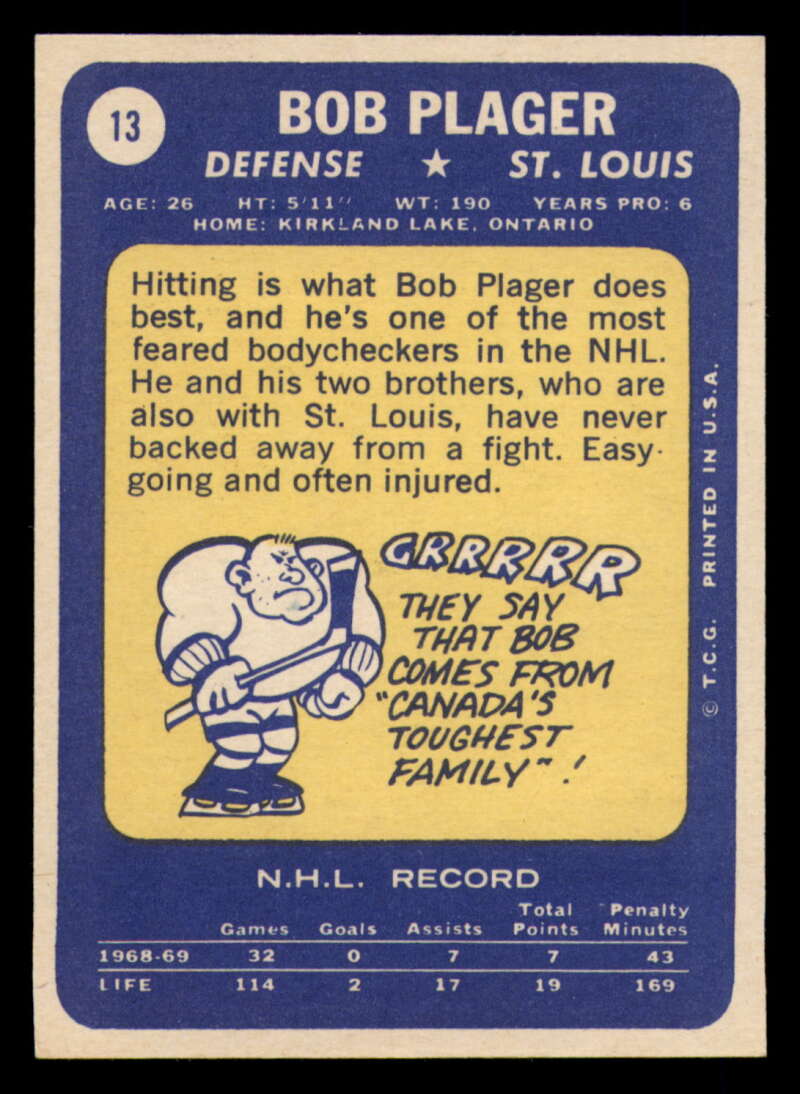 13
BOB PLAGER
DEFENSE ★ ST. LOUIS
AGE: 26 HT: 5'11" WT: 190 YEARS PRO: 6
HOME: KIRKLAND LAKE, ONTARIO
Hitting is what Bob Plager does
best, and he's one of the most
feared bodycheckers in the NHL.
He and his two brothers, who are
also with St. Louis, have never
backed away from a fight. Easy-
going and often injured.
GRRRRR
THEY SAY
THAT BOB
COMES FROM
"CANADA'S
TOUGHEST
FAMILY"!
© T.C.G. PRINTED IN U.S.A.
N.H.L. RECORD
Games Goals Assists Total Points Penalty Minutes
1968-69 32 0 7 7 43
LIFE 114 2 17 19 169